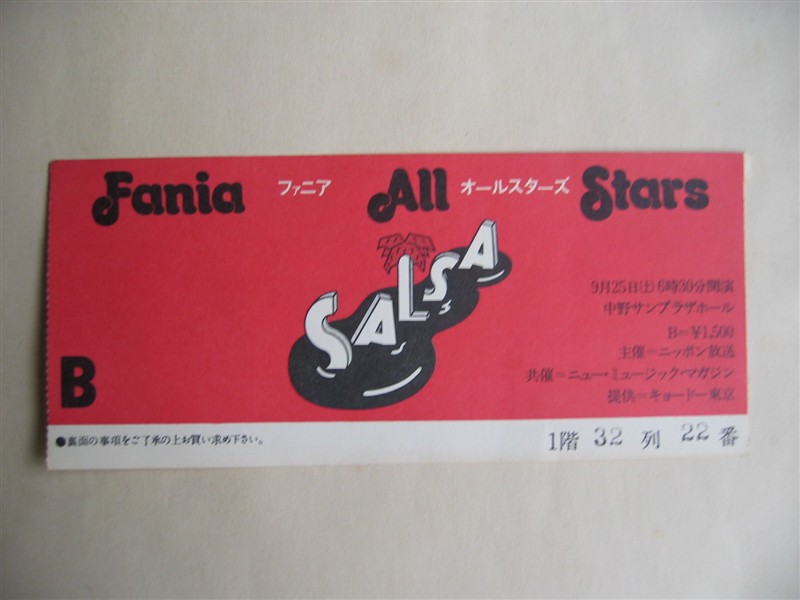 Fania ファニア All オールスターズ Stars
SALSA
9月25日(土)6時30分開演
中野サンプラザホール
B=¥1,500
主催=ニッポン放送
共催=ニュー・ミュージック・マガジン
提供=キョードー東京
B
●裏面の事項をご了承の上お買い求め下さい。
1階 32 列 22 番